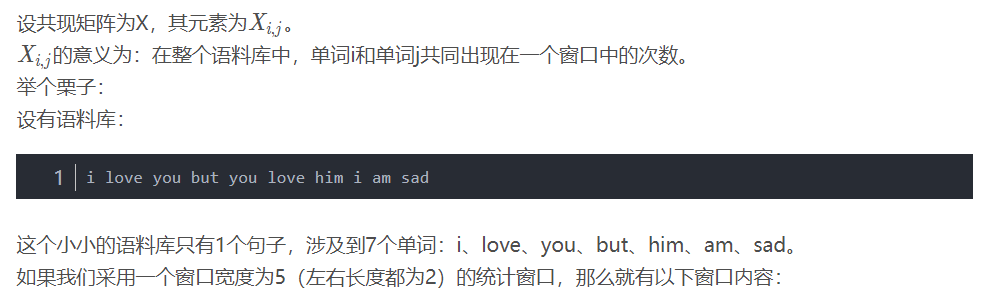 设共现矩阵为X，其元素为X_{i,j}。
X_{i,j}的意义为：在整个语料库中，单词i和单词j共同出现在一个窗口中的次数。
举个栗子：
设有语料库：
1 i love you but you love him i am sad
这个小小的语料库只有1个句子，涉及到7个单词：i、love、you、but、him、am、sad。
如果我们采用一个窗口宽度为5（左右长度都为2）的统计窗口，那么就有以下窗口内容：